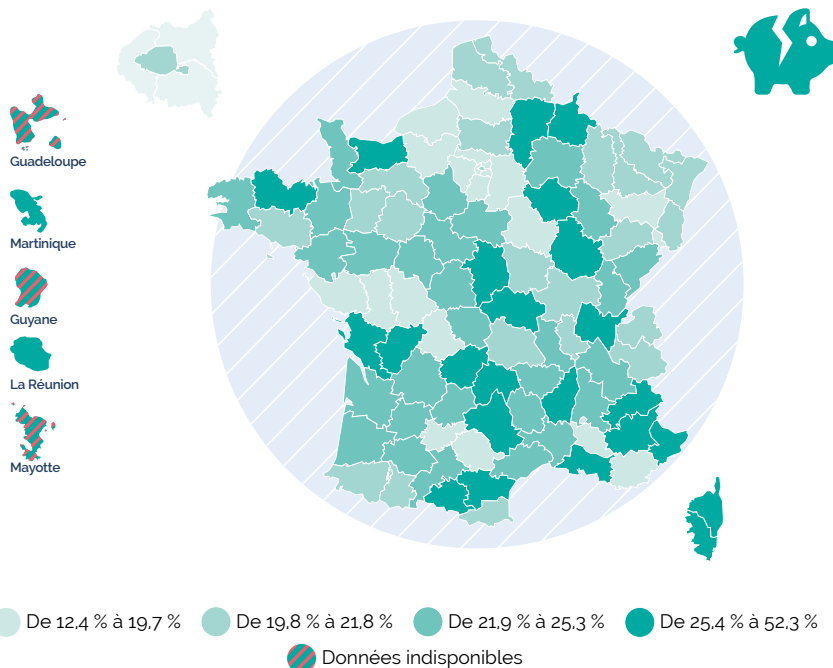 Guadeloupe
Martinique
Guyane
La Réunion
Mayotte
De 12,4 % à 19,7 %
De 19,8 % à 21,8 %
De 21,9 % à 25,3 %
De 25,4 % à 52,3 %
Données indisponibles